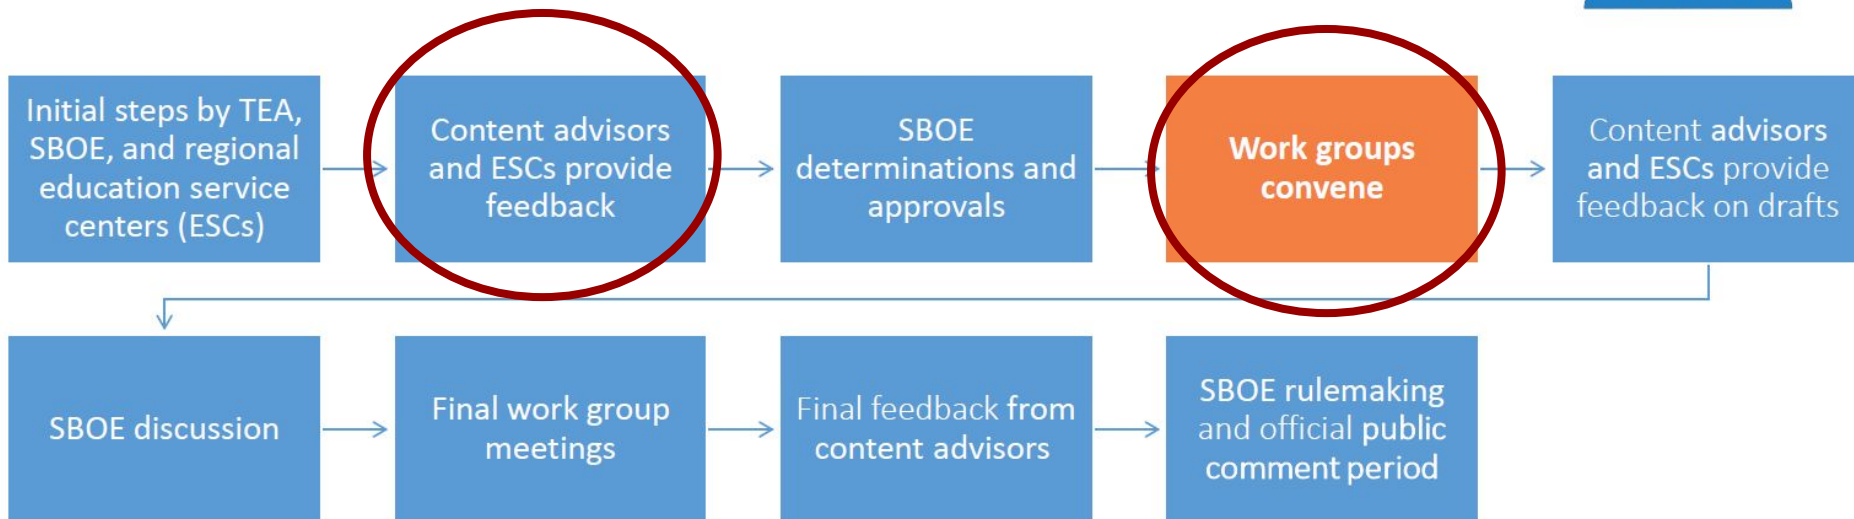 Initial steps by TEA,
SBOE, and regional
education service
centers (ESCs)
Content advisors
and ESCs provide
feedback
SBOE
determinations and
approvals
Work groups
convene
Content advisors
and ESCs provide
feedback on drafts
SBOE discussion
Final work group
meetings
Final feedback from
content advisors
SBOE rulemaking
and official public
comment period